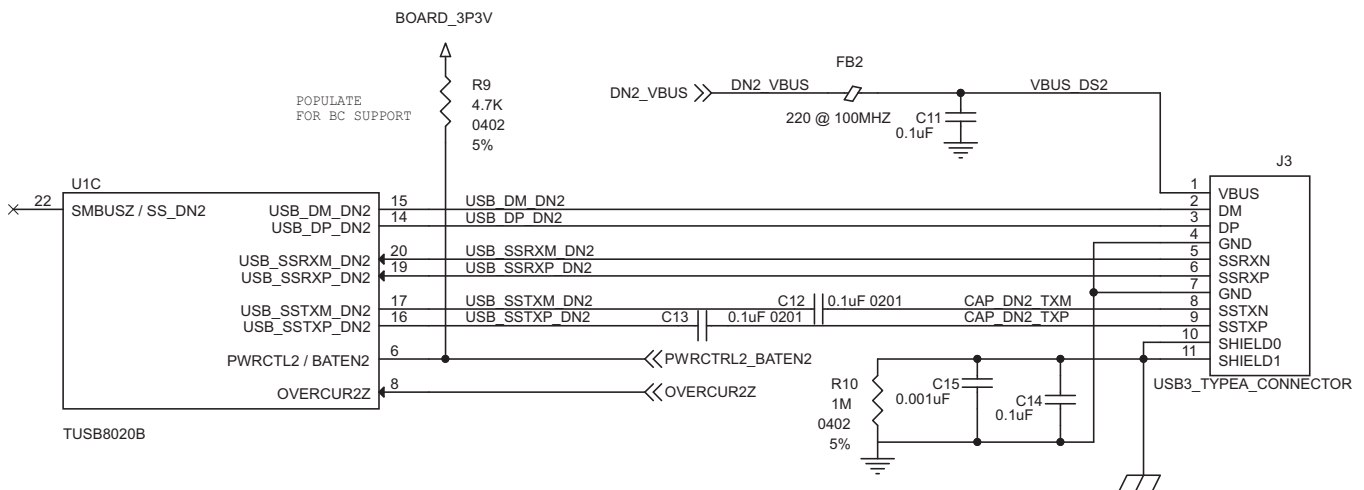 BOARD_3P3V
R9
4.7K
0402
5%
POPULATE
FOR BC SUPPORT
DN2_VBUS
DN2_VBUS
FB2
220 @ 100MHZ
VBUS_DS2
C11
0.1uF
J3
U1C
22
SMBUSZ / SS_DN2
USB_DM_DN2
15
USB_DM_DN2
USB_DP_DN2
14
USB_DP_DN2
USB_SSRXM_DN2
20
USB_SSRXM_DN2
USB_SSRXP_DN2
19
USB_SSRXP_DN2
USB_SSTXM_DN2
17
USB_SSTXM_DN2
C12
0.1uF 0201
CAP_DN2_TXM
USB_SSTXP_DN2
16
USB_SSTXP_DN2
C13
0.1uF 0201
CAP_DN2_TXP
PWRCTL2 / BATEN2
6
PWRCTRL2_BATEN2
OVERCUR2Z
8
OVERCUR2Z
TUSB8020B
1
VBUS
2
DM
3
DP
4
GND
5
SSRXN
6
SSRXP
7
GND
8
SSTXN
9
SSTXP
10
SHIELD0
11
SHIELD1
USB3_TYPEA_CONNECTOR
R10
1M
0402
5%
C15
0.001uF
C14
0.1uF